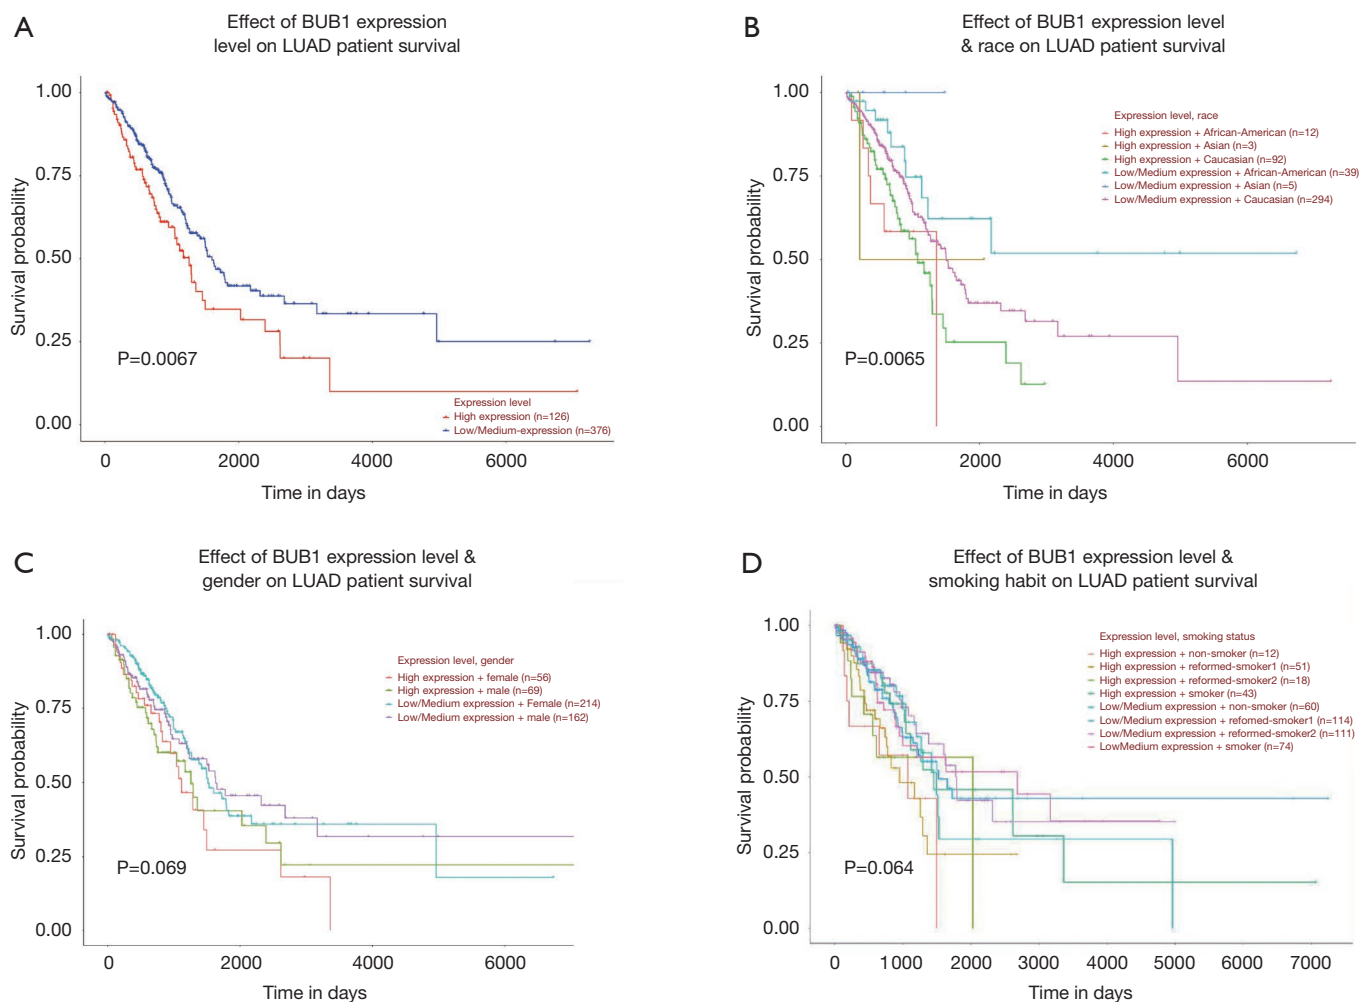 A
Effect of BUB1 expression
level on LUAD patient survival
Survival probability
1.00
0.75
0.50
0.25
0.00
P=0.0067
Expression level
High expression (n=126)
Low/Medium-expression (n=376)
0 2000 4000 6000
Time in days
B
Effect of BUB1 expression level
& race on LUAD patient survival
Survival probability
1.00
0.75
0.50
0.25
0.00
Expression level, race
High expression + African-American (n=12)
High expression + Asian (n=3)
High expression + Caucasian (n=92)
Low/Medium expression + African-American (n=39)
Low/Medium expression + Asian (n=5)
Low/Medium expression + Caucasian (n=294)
P=0.0065
0 2000 4000 6000
Time in days
C
Effect of BUB1 expression level &
gender on LUAD patient survival
Survival probability
1.00
0.75
0.50
0.25
0.00
Expression level, gender
High expression + female (n=56)
High expression + male (n=69)
Low/Medium expression + Female (n=214)
Low/Medium expression + male (n=162)
P=0.069
0 2000 4000 6000
Time in days
D
Effect of BUB1 expression level &
smoking habit on LUAD patient survival
Survival probability
1.00
0.75
0.50
0.25
0.00
Expression level, smoking status
High expression + non-smoker (n=12)
High expression + reformed-smoker1 (n=51)
High expression + reformed-smoker2 (n=18)
High expression + smoker (n=43)
Low/Medium expression + non-smoker (n=60)
Low/Medium expression + refomed-smoker1 (n=114)
Low/Medium expression + reformed-smoker2 (n=111)
LowMedium expression + smoker (n=74)
P=0.064
0 1000 2000 3000 4000 5000 6000 7000
Time in days